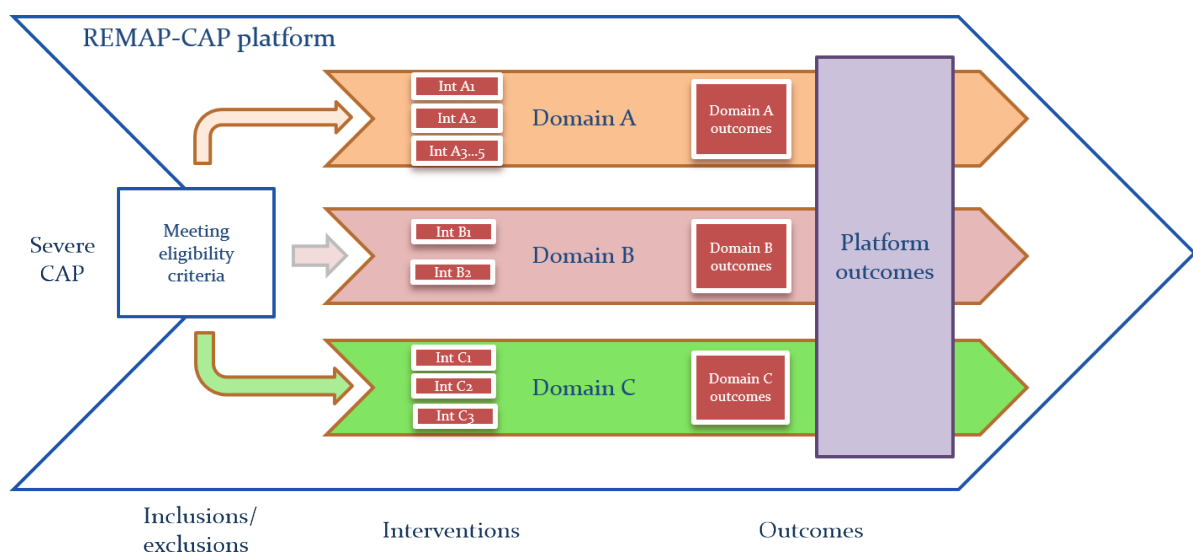 REMAP-CAP platform
Int A1
Int A2
Int A3...5
Domain A
Domain A
outcomes
Severe
CAP
Meeting
eligibility
criteria
Int B1
Int B2
Domain B
Domain B
outcomes
Platform
outcomes
Int C1
Int C2
Int C3
Domain C
Domain C
outcomes
Inclusions/
exclusions
Interventions
Outcomes